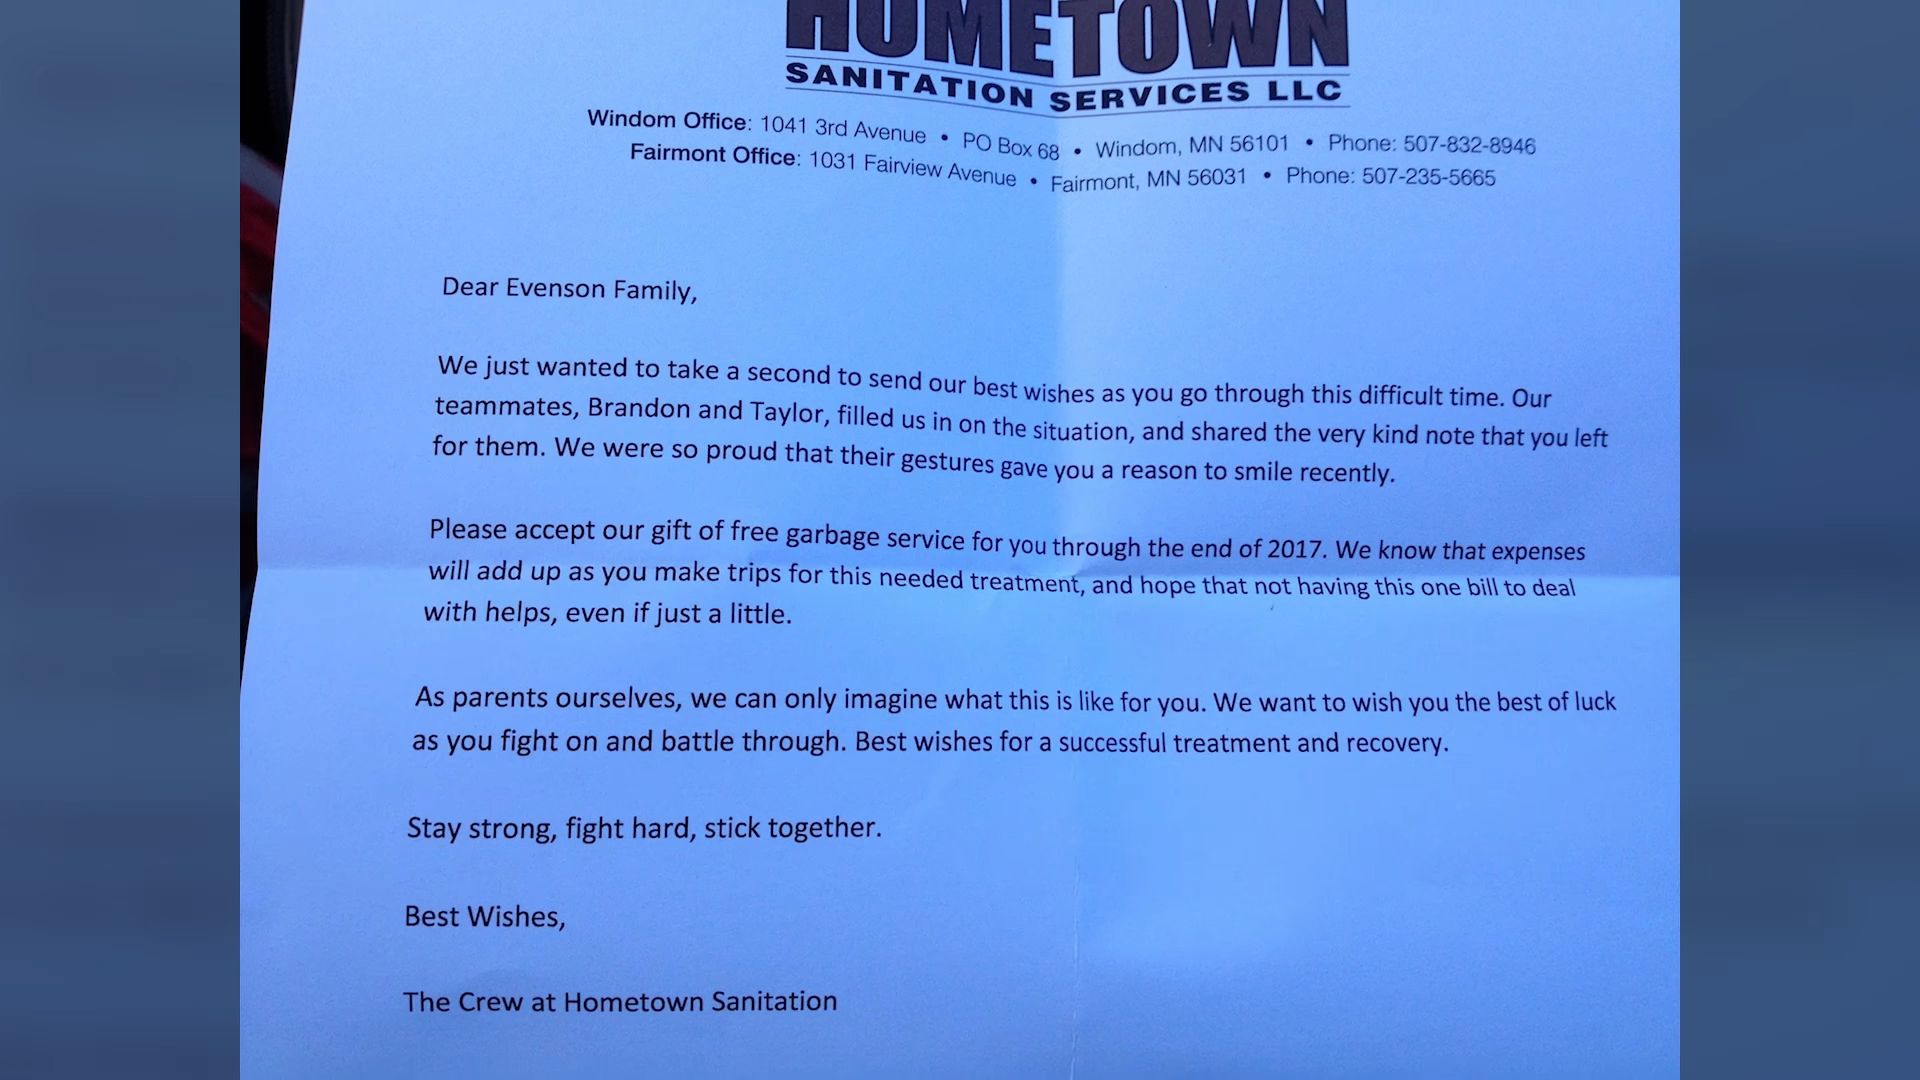 HOMETOWN
SANITATION SERVICES LLC
Windom Office: 1041 3rd Avenue • PO Box 68 • Windom, MN 56101 • Phone: 507-832-8946
Fairmont Office: 1031 Fairview Avenue • Fairmont, MN 56031 • Phone: 507-235-5665
Dear Evenson Family,
We just wanted to take a second to send our best wishes as you go through this difficult time. Our
teammates, Brandon and Taylor, filled us in on the situation, and shared the very kind note that you left
for them. We were so proud that their gestures gave you a reason to smile recently.
Please accept our gift of free garbage service for you through the end of 2017. We know that expenses
will add up as you make trips for this needed treatment, and hope that not having this one bill to deal
with helps, even if just a little.
As parents ourselves, we can only imagine what this is like for you. We want to wish you the best of luck
as you fight on and battle through. Best wishes for a successful treatment and recovery.
Stay strong, fight hard, stick together.
Best Wishes,
The Crew at Hometown Sanitation